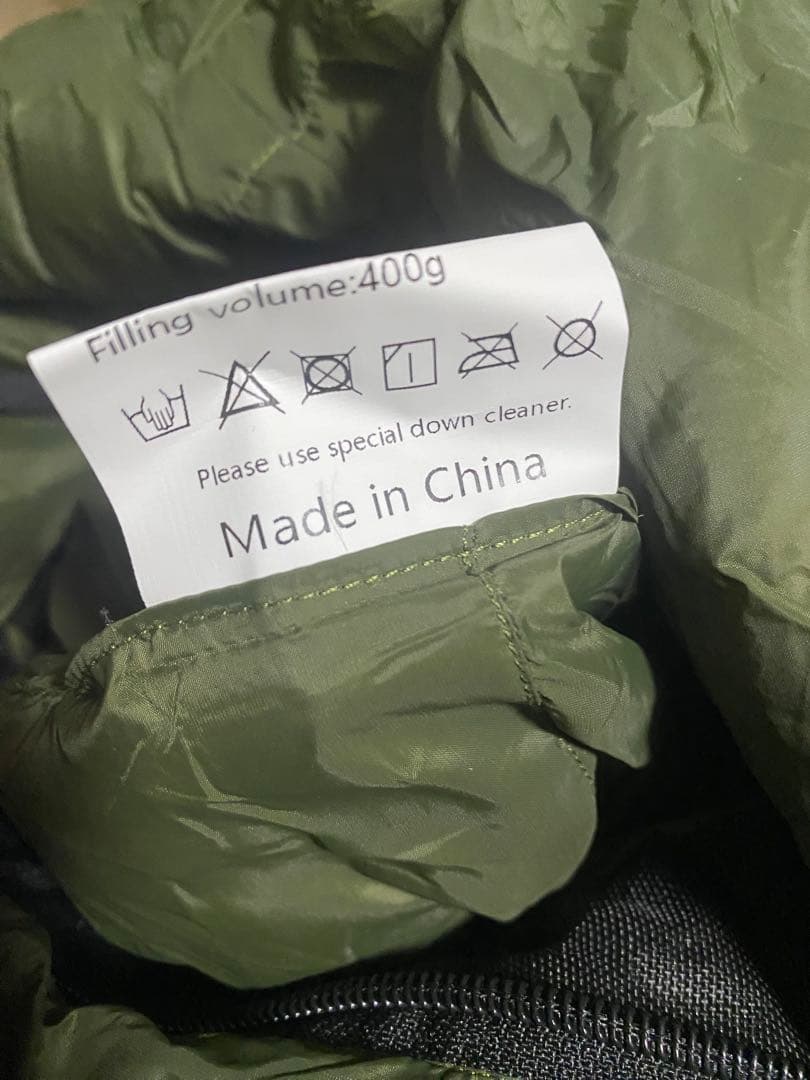 Filling volume:400g
Please use special down cleaner.
Made in China